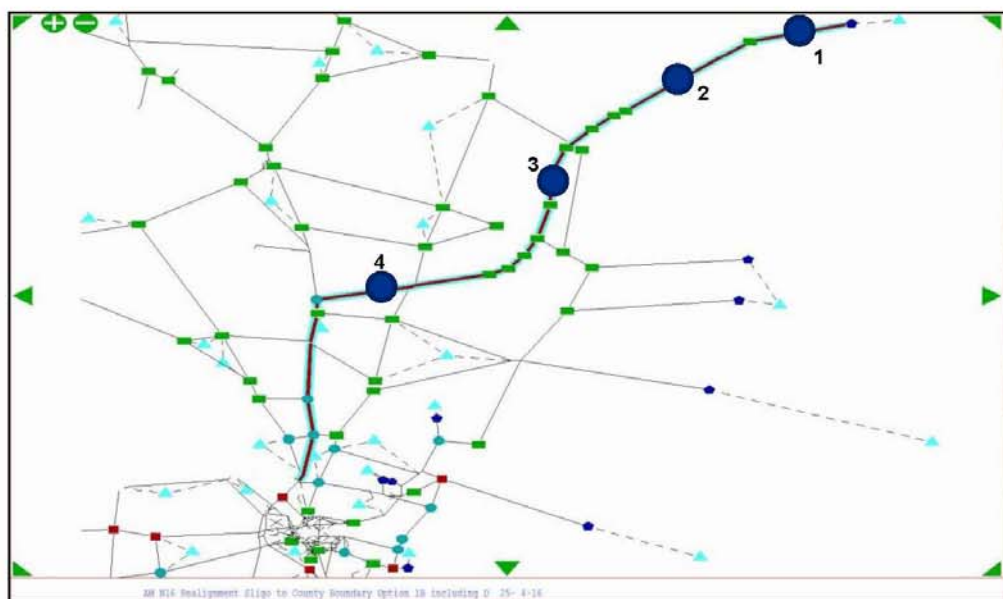 1
2
3
4
AM N16 Realignment Sligo to County Boundary Option 1B including D 25- 4-16